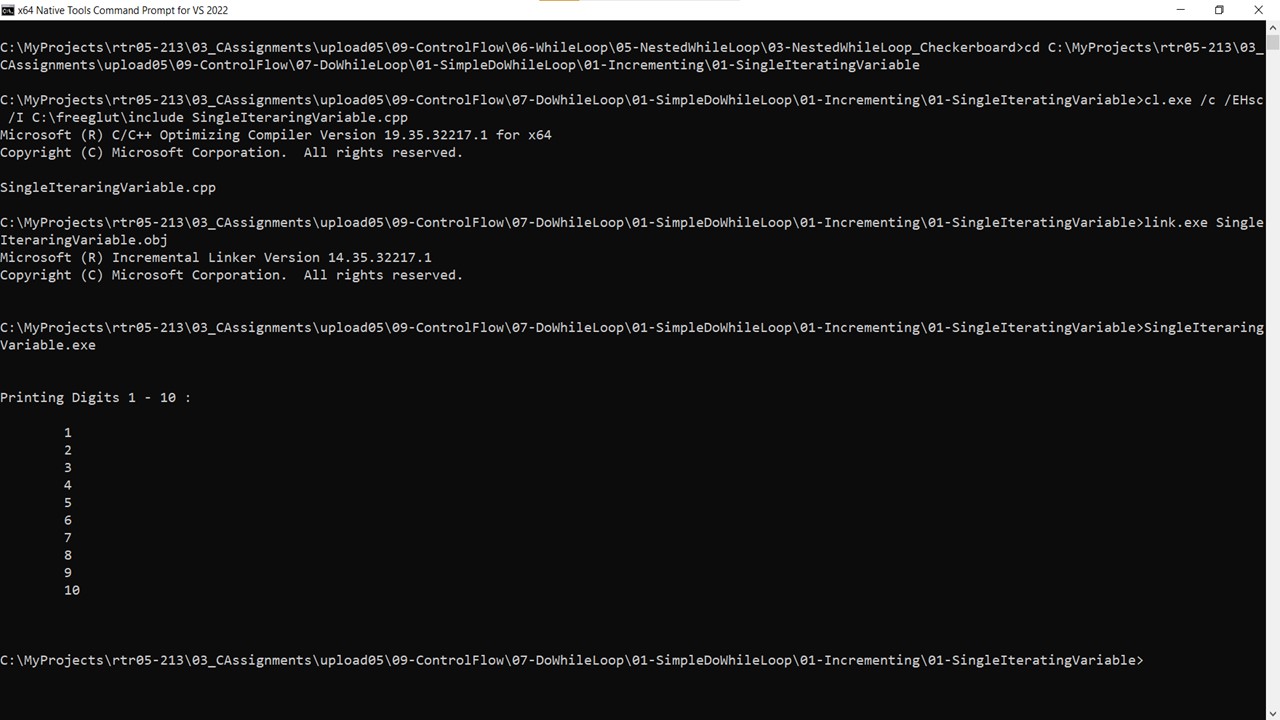 x64 Native Tools Command Prompt for VS 2022
C:\MyProjects\rtr05-213\03_CAssignments\upload05\09-ControlFlow\06-WhileLoop\05-NestedWhileLoop\03-NestedWhileLoop_Checkerboard>cd C:\MyProjects\rtr05-213\03_
CAssignments\upload05\09-ControlFlow\07-DoWhileLoop\01-SimpleDoWhileLoop\01-Incrementing\01-SingleIteratingVariable
C:\MyProjects\rtr05-213\03_CAssignments\upload05\09-ControlFlow\07-DoWhileLoop\01-SimpleDoWhileLoop\01-Incrementing\01-SingleIteratingVariable>cl.exe /c /EHsc
/I C:\freeglut\include SingleIteraringVariable.cpp
Microsoft (R) C/C++ Optimizing Compiler Version 19.35.32217.1 for x64
Copyright (C) Microsoft Corporation.  All rights reserved.
SingleIteraringVariable.cpp
C:\MyProjects\rtr05-213\03_CAssignments\upload05\09-ControlFlow\07-DoWhileLoop\01-SimpleDoWhileLoop\01-Incrementing\01-SingleIteratingVariable>link.exe Single
IteraringVariable.obj
Microsoft (R) Incremental Linker Version 14.35.32217.1
Copyright (C) Microsoft Corporation.  All rights reserved.
C:\MyProjects\rtr05-213\03_CAssignments\upload05\09-ControlFlow\07-DoWhileLoop\01-SimpleDoWhileLoop\01-Incrementing\01-SingleIteratingVariable>SingleIteraring
Variable.exe
Printing Digits 1 - 10 :
1
2
3
4
5
6
7
8
9
10
C:\MyProjects\rtr05-213\03_CAssignments\upload05\09-ControlFlow\07-DoWhileLoop\01-SimpleDoWhileLoop\01-Incrementing\01-SingleIteratingVariable>